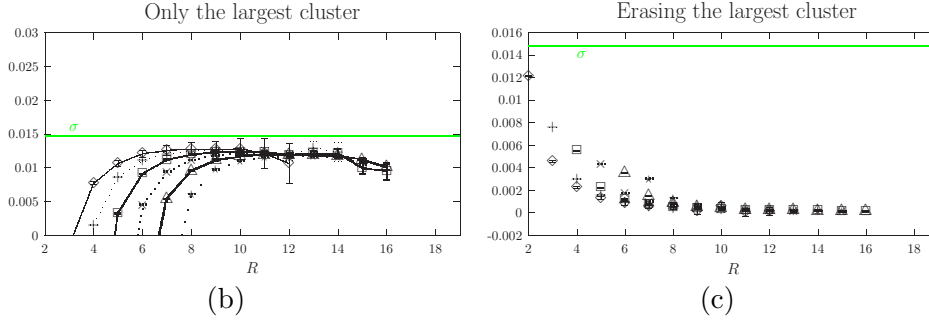 Only the largest cluster
0.03
0.025
0.02
0.015
0.01
0.005
0
σ
2 4 6 8 10 12 14 16 18
R
(b)
Erasing the largest cluster
0.016
0.014
0.012
0.01
0.008
0.006
0.004
0.002
0
-0.002
σ
2 4 6 8 10 12 14 16 18
R
(c)